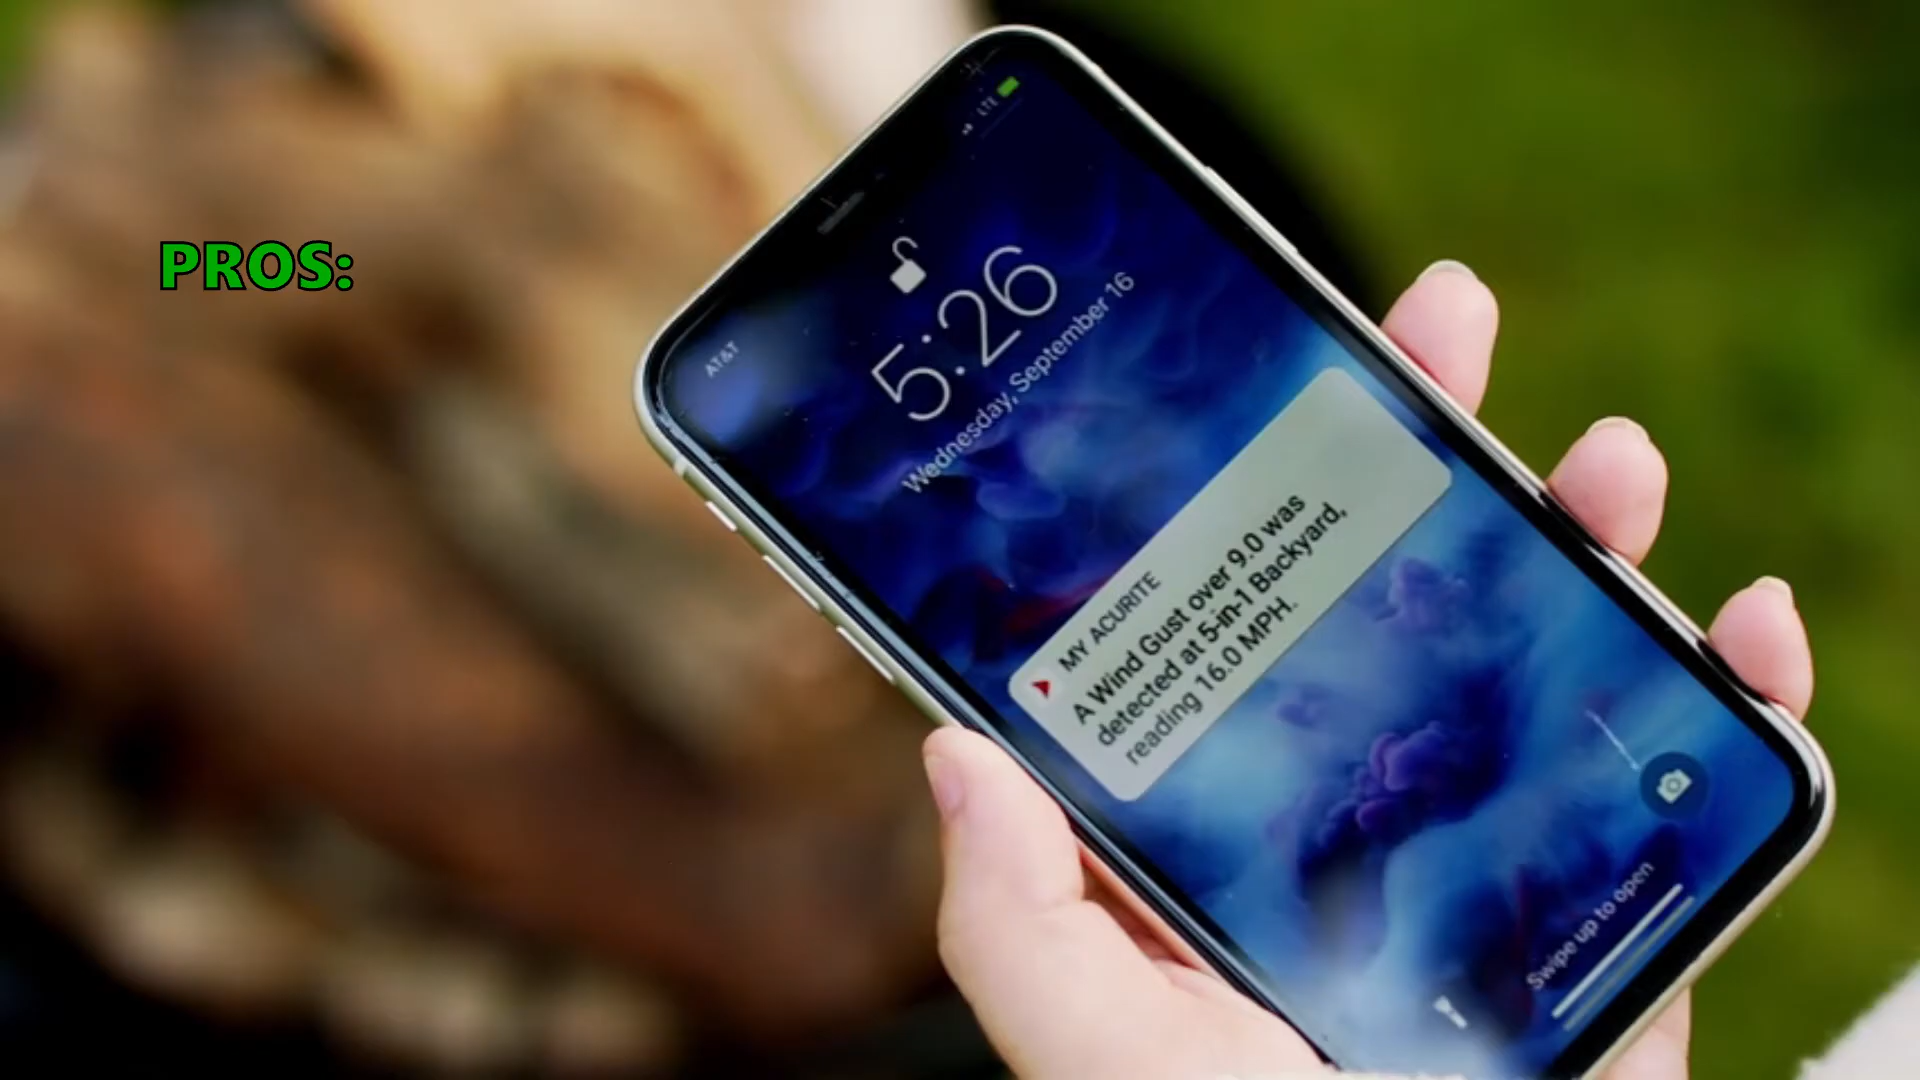 PROS:
AT&T
LTE
5:26
Wednesday, September 16
MY ACURITE
A Wind Gust over 9.0 was
detected at 5-in-1 Backyard,
reading 16.0 MPH.
Swipe up to open